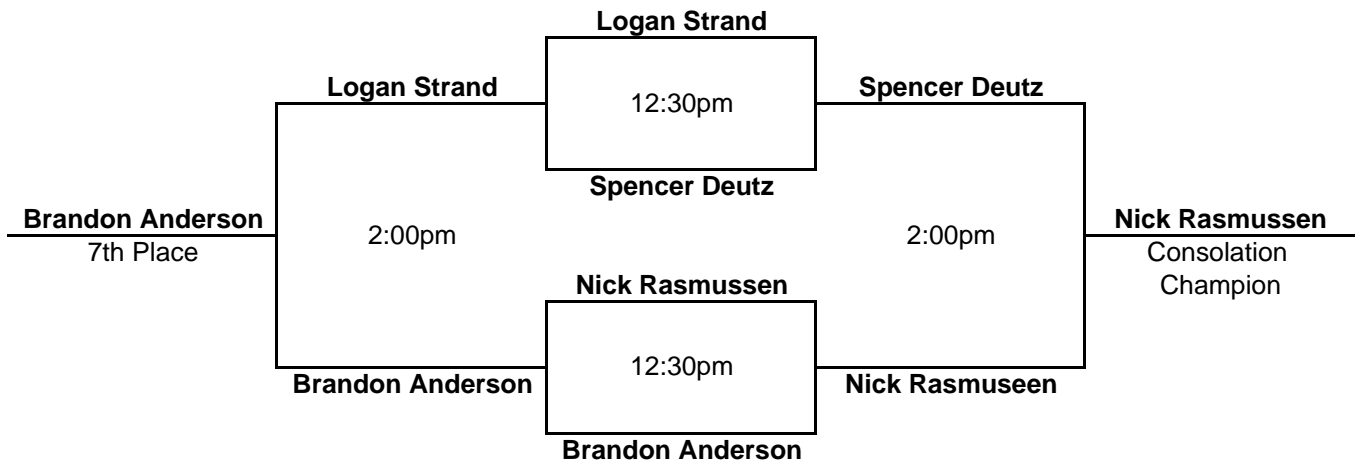 Logan Strand
Logan Strand
Spencer Deutz
12:30pm
Spencer Deutz
Brandon Anderson
Nick Rasmussen
2:00pm
2:00pm
7th Place
Consolation
Champion
Nick Rasmussen
12:30pm
Brandon Anderson
Nick Rasmuseen
Brandon Anderson